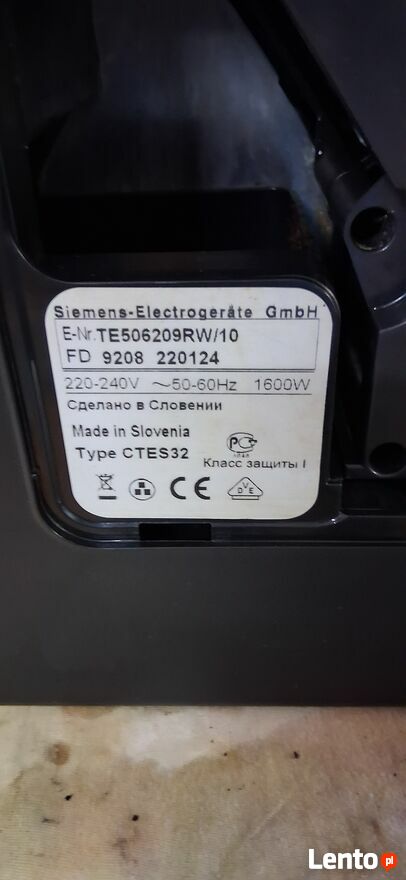 Siemens-Electrogeräte GmbH
E-Nr. TE506209RW/10
FD 9208 220124
220-240V ~50-60Hz 1600W
Сделано в Словении
Made in Slovenia
Type CTES32
Класс защиты I
CE
VDE
Lento.pl